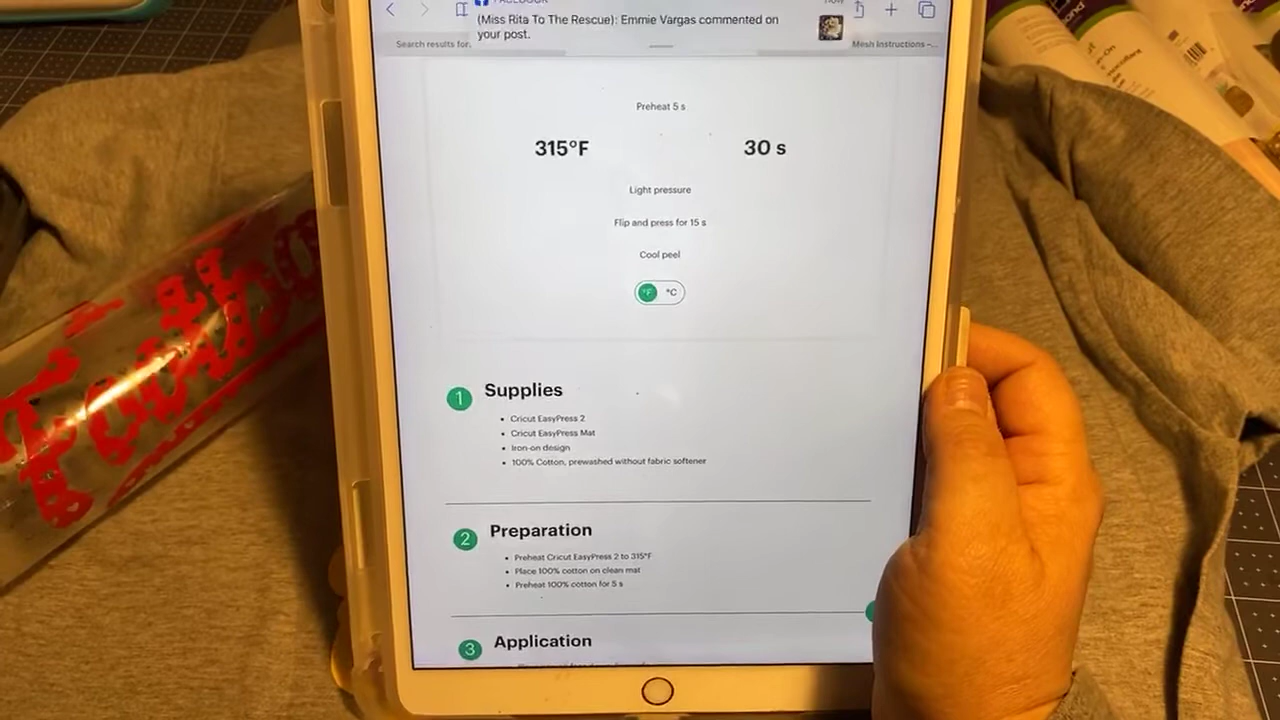 FACEBOOK
now
(Miss Rita To The Rescue): Emmie Vargas commented on
your post.
Search results for.
Mesh Instructions –...
Preheat 5 s
315°F
30 s
Light pressure
Flip and press for 15 s
Cool peel
°F °C
1 Supplies
• Cricut EasyPress 2
• Cricut EasyPress Mat
• Iron-on design
• 100% Cotton, prewashed without fabric softener
2 Preparation
• Preheat Cricut EasyPress 2 to 315°F
• Place 100% cotton on clean mat
• Preheat 100% cotton for 5 s
3 Application